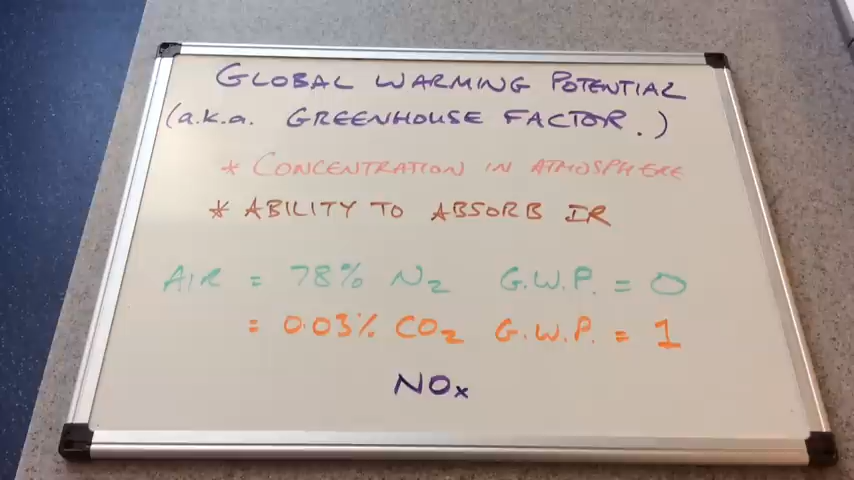 GLOBAL WARMING POTENTIAL
(a.k.a. GREENHOUSE FACTOR.)
* CONCENTRATION IN ATMOSPHERE
* ABILITY TO ABSORB IR
AIR = 78% N₂ G.W.P. = 0
= 0.03% CO₂ G.W.P. = 1
NOx